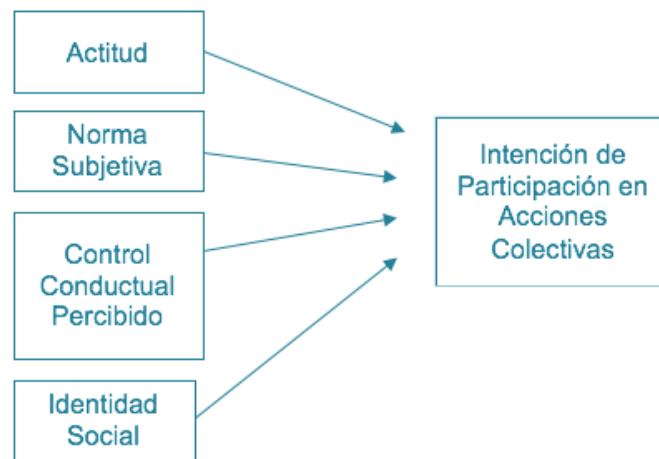 Actitud
Norma
Subjetiva
Control
Conductual
Percibido
Identidad
Social
Intención de
Participación en
Acciones
Colectivas